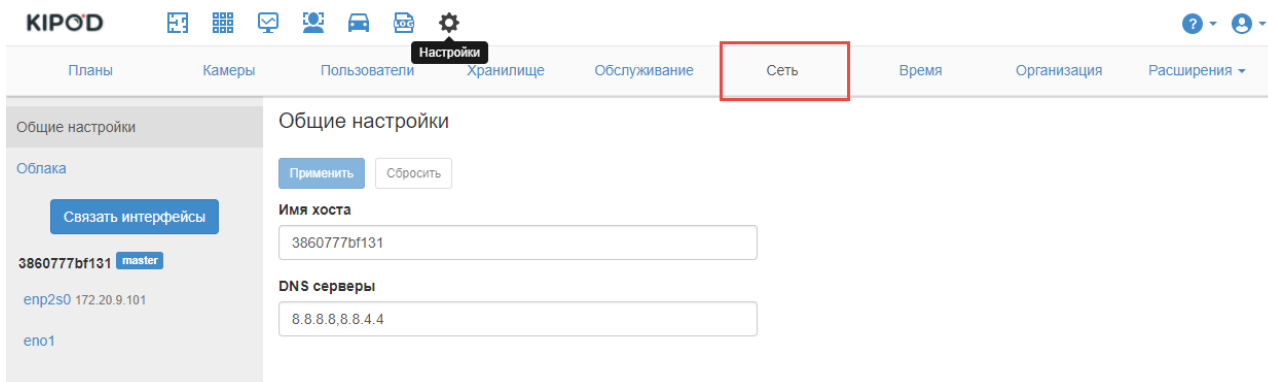 KIPOD LOG ?
Настройки
Планы Камеры Пользователи Хранилище Обслуживание Сеть Время Организация Расширения
Общие настройки
Общие настройки
Облака
Применить Сбросить
Связать интерфейсы
Имя хоста
3860777bf131
3860777bf131 master
DNS серверы
enp2s0 172.20.9.101
8.8.8.8,8.8.4.4
eno1